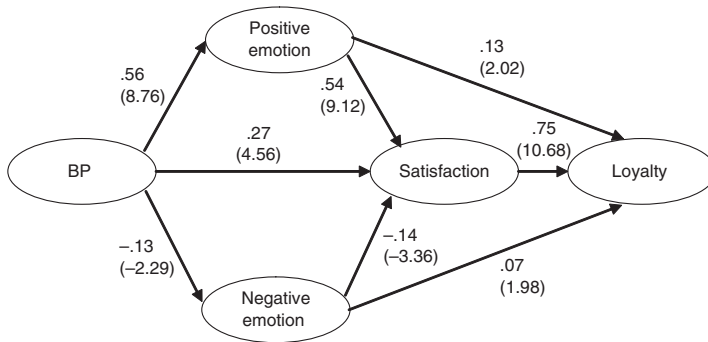 Positive
emotion
.13
(2.02)
.56
(8.76)
.54
(9.12)
.27
(4.56)
.75
(10.68)
BP
Satisfaction
Loyalty
–.13
(–2.29)
–.14
(–3.36)
.07
(1.98)
Negative
emotion